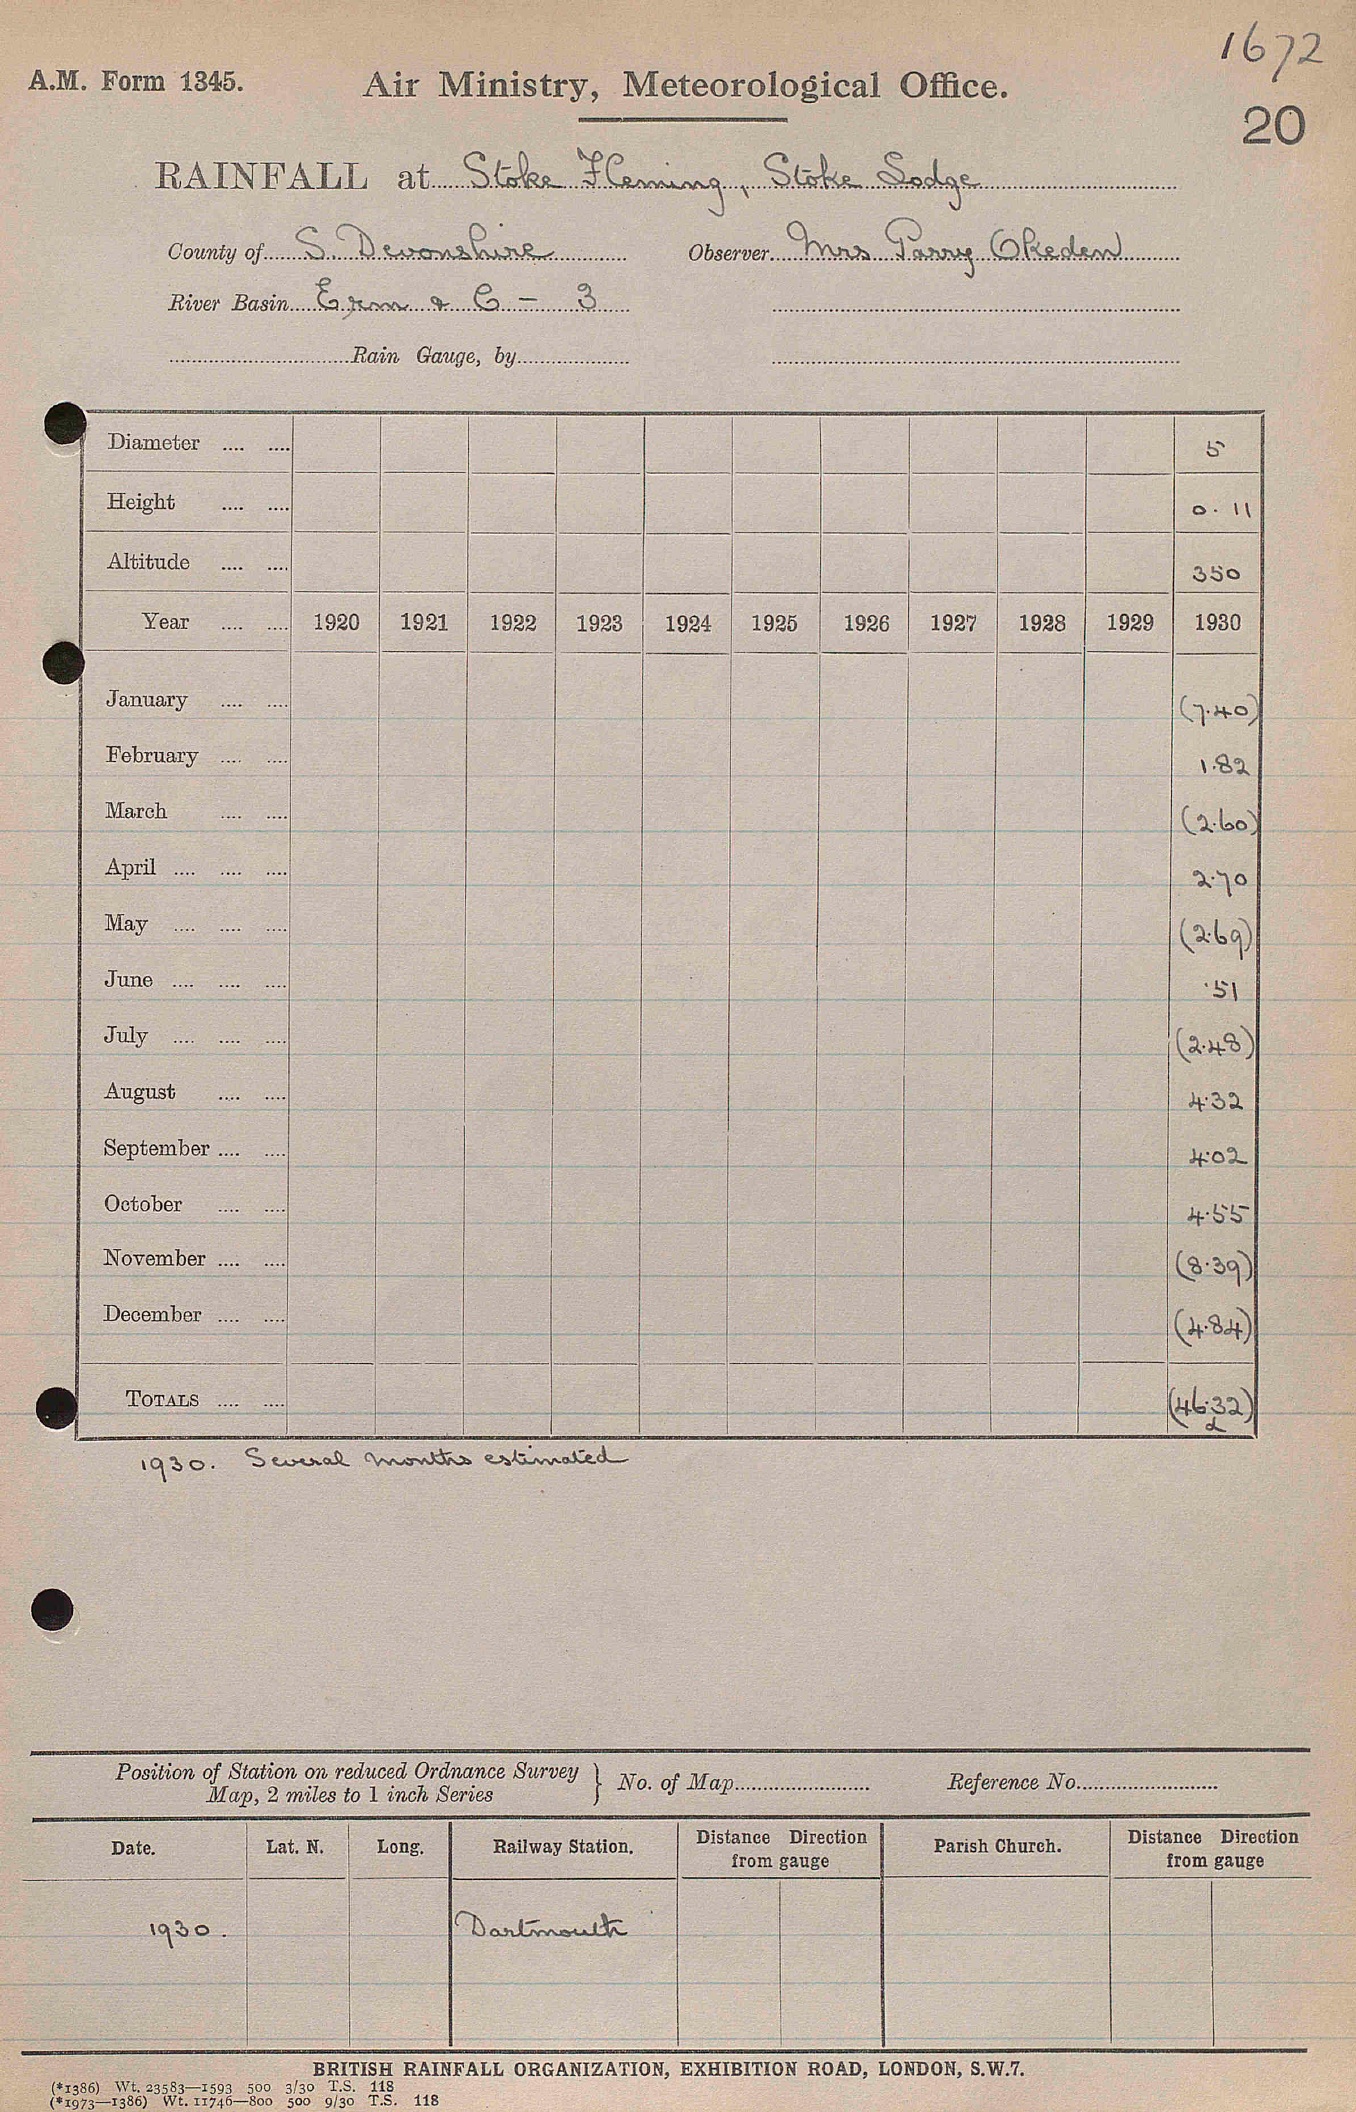 1672
A.M. Form 1345. Air Ministry, Meteorological Office.
20
RAINFALL at Stoke Fleming, Stoke Lodge
County of S. Devonshire Observer Mrs Parry Okeden
River Basin Erm & C - 3
Rain Gauge, by
Diameter .... .... 5
Height .... .... 0. 11
Altitude .... .... 350
Year .... .... 1920 1921 1922 1923 1924 1925 1926 1927 1928 1929 1930
January .... .... (7.40)
February .... .... 1.82
March .... .... (2.60)
April .... .... .... 2.70
May .... .... .... (2.69)
June .... .... .... .51
July .... .... .... (2.48)
August .... .... 4.32
September .... .... 4.02
October .... .... 4.55
November .... .... (8.39)
December .... .... (4.84)
TOTALS .... .... (46.32)
2
1930. Several months estimated
Position of Station on reduced Ordnance Survey
Map, 2 miles to 1 inch Series } No. of Map Reference No.
Date. Lat. N. Long. Railway Station. Distance Direction from gauge Parish Church. Distance Direction from gauge
1930. Dartmouth
BRITISH RAINFALL ORGANIZATION, EXHIBITION ROAD, LONDON, S.W.7.
(*1386) Wt. 23583—1593 500 3/30 T.S. 118
(*1973—1386) Wt. 11746—800 500 9/30 T.S. 118